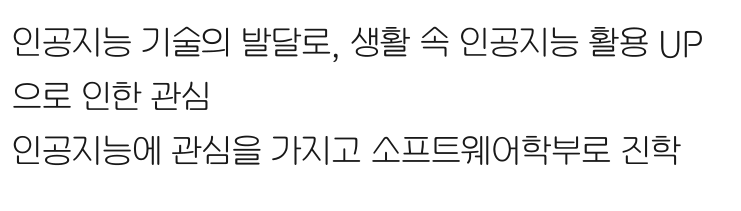 인공지능 기술의 발달로, 생활 속 인공지능 활용 UP
으로 인한 관심
인공지능에 관심을 가지고 소프트웨어학부로 진학